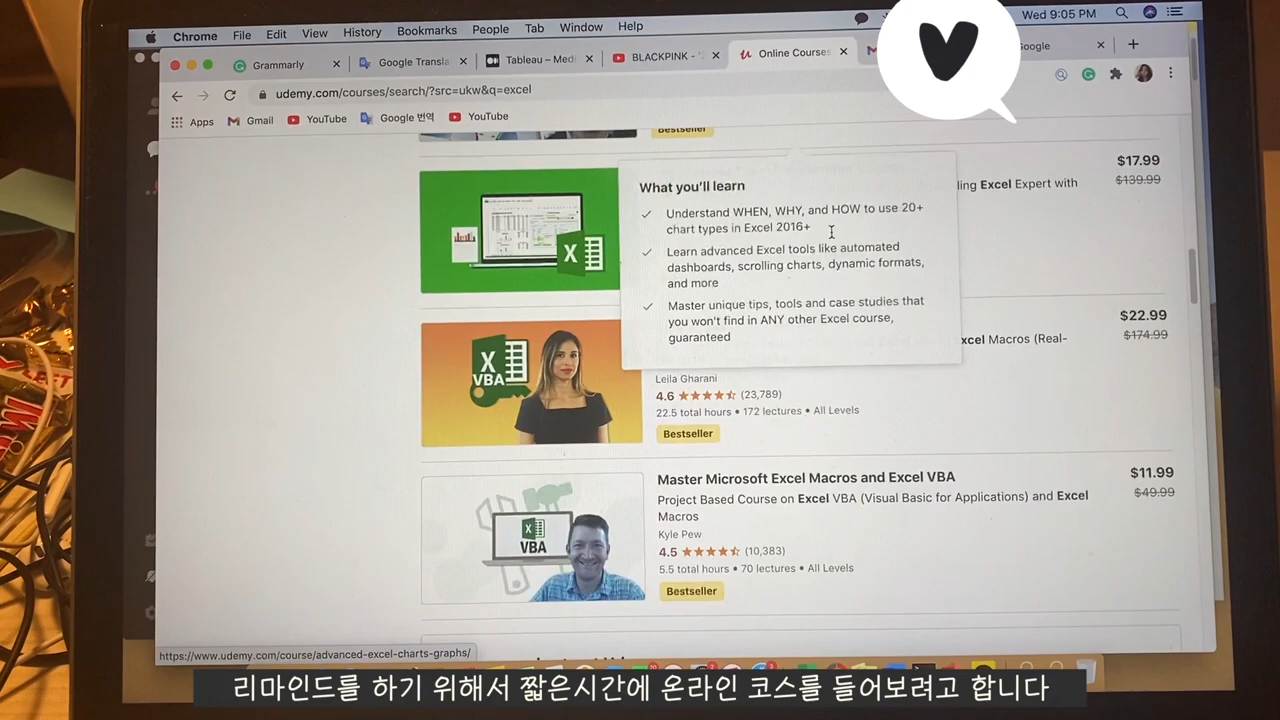 Chrome File Edit View History Bookmarks People Tab Window Help
Wed 9:05 PM
Grammarly
Google Transla
Tableau – Medi
BLACKPINK - '
Online Courses
oogle
udemy.com/courses/search/?src=ukw&q=excel
Apps Gmail YouTube Google 번역 YouTube
Bestseller
What you'll learn
Understand WHEN, WHY, and HOW to use 20+
chart types in Excel 2016+
Learn advanced Excel tools like automated
dashboards, scrolling charts, dynamic formats,
and more
Master unique tips, tools and case studies that
you won't find in ANY other Excel course,
guaranteed
ling Excel Expert with
$17.99
$139.99
xcel Macros (Real-
$22.99
$174.99
X
VBA
Leila Gharani
4.6 (23,789)
22.5 total hours • 172 lectures • All Levels
Bestseller
Master Microsoft Excel Macros and Excel VBA
$11.99
Project Based Course on Excel VBA (Visual Basic for Applications) and Excel
$49.99
Macros
Kyle Pew
4.5 (10,383)
5.5 total hours • 70 lectures • All Levels
Bestseller
X
VBA
https://www.udemy.com/course/advanced-excel-charts-graphs/
리마인드를 하기 위해서 짧은시간에 온라인 코스를 들어보려고 합니다